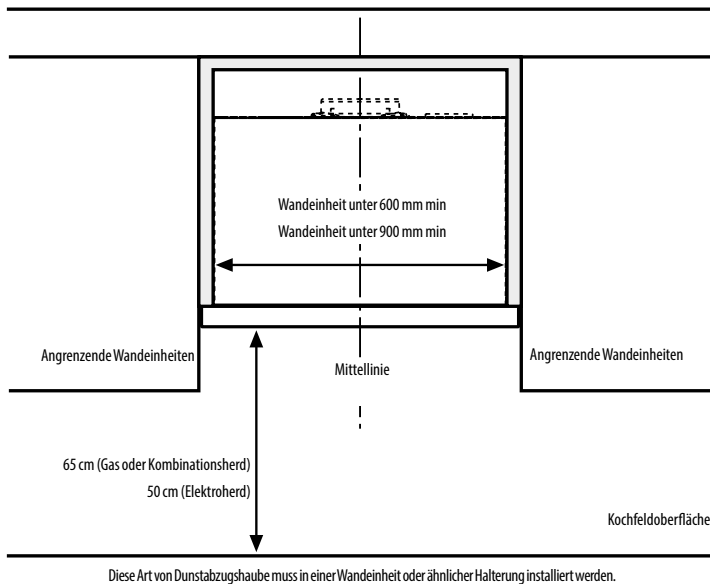 Wandeinheit unter 600 mm min
Wandeinheit unter 900 mm min
Angrenzende Wandeinheiten
Mittellinie
Angrenzende Wandeinheiten
65 cm (Gas oder Kombinationsherd)
50 cm (Elektroherd)
Kochfeldoberfläche
Diese Art von Dunstabzugshaube muss in einer Wandeinheit oder ähnlicher Halterung installiert werden.